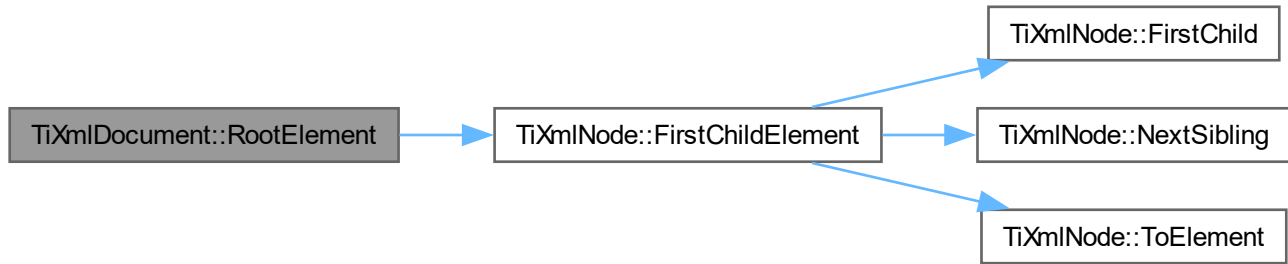 TiXmlNode::FirstChild
TiXmlDocument::RootElement
TiXmlNode::FirstChildElement
TiXmlNode::NextSibling
TiXmlNode::ToElement